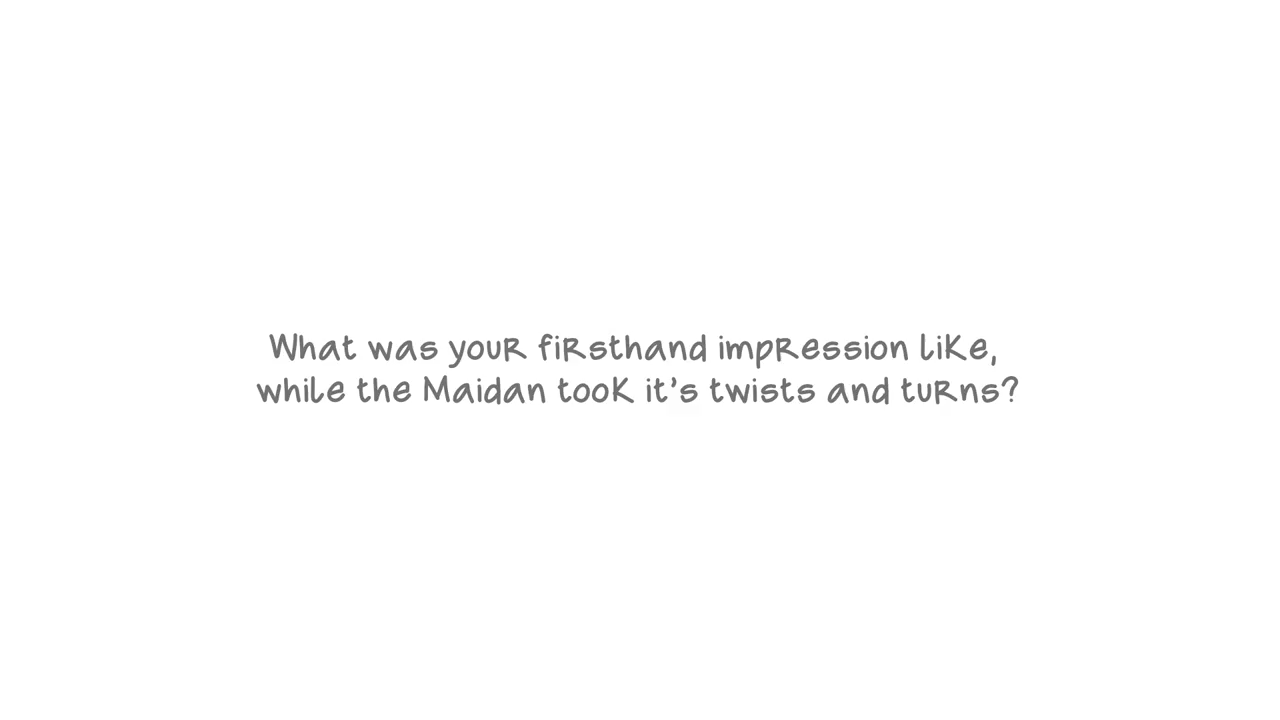 What was your firsthand impression like,
while the Maidan took it's twists and turns?